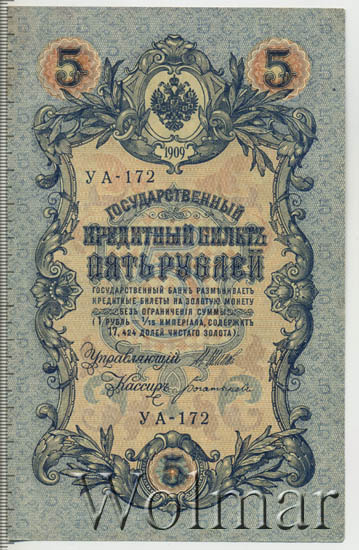 5 5
1909
УА-172
ГОСУДАРСТВЕННЫЙ
КРЕДИТНЫЙ БИЛЕТЪ
ПЯТЬ РУБЛЕЙ
ГОСУДАРСТВЕННЫЙ БАНКЪ РАЗМѢНИВАЕТЪ
КРЕДИТНЫЕ БИЛЕТЫ НА ЗОЛОТУЮ МОНЕТУ
БЕЗЪ ОГРАНИЧЕНІЯ СУММЫ
(1 РУБЛЬ = 1/15 ИМПЕРІАЛА, СОДЕРЖИТЪ
17,424 ДОЛЕЙ ЧИСТАГО ЗОЛОТА).
Управляющій
Кассиръ
УА-172
5
Wolmar